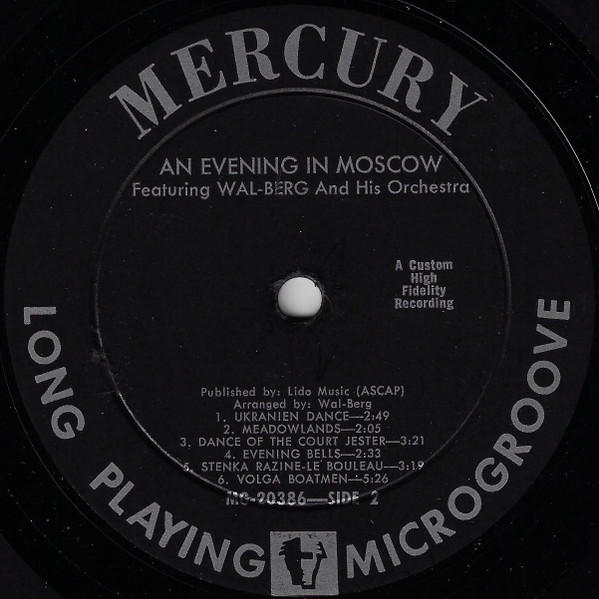 MERCURY
AN EVENING IN MOSCOW
Featuring WAL-BERG And His Orchestra
A Custom
High
Fidelity
Recording
Published by: Lido Music (ASCAP)
Arranged by: Wal-Berg
1. UKRANIEN DANCE—2:49
2. MEADOWLANDS—2:05
3. DANCE OF THE COURT JESTER—3:21
4. EVENING BELLS—2:33
5. STENKA RAZINE-LE BOULEAU—3:19
6. VOLGA BOATMEN—5:26
MG-20386—SIDE 2
LONG PLAYING MICROGROOVE